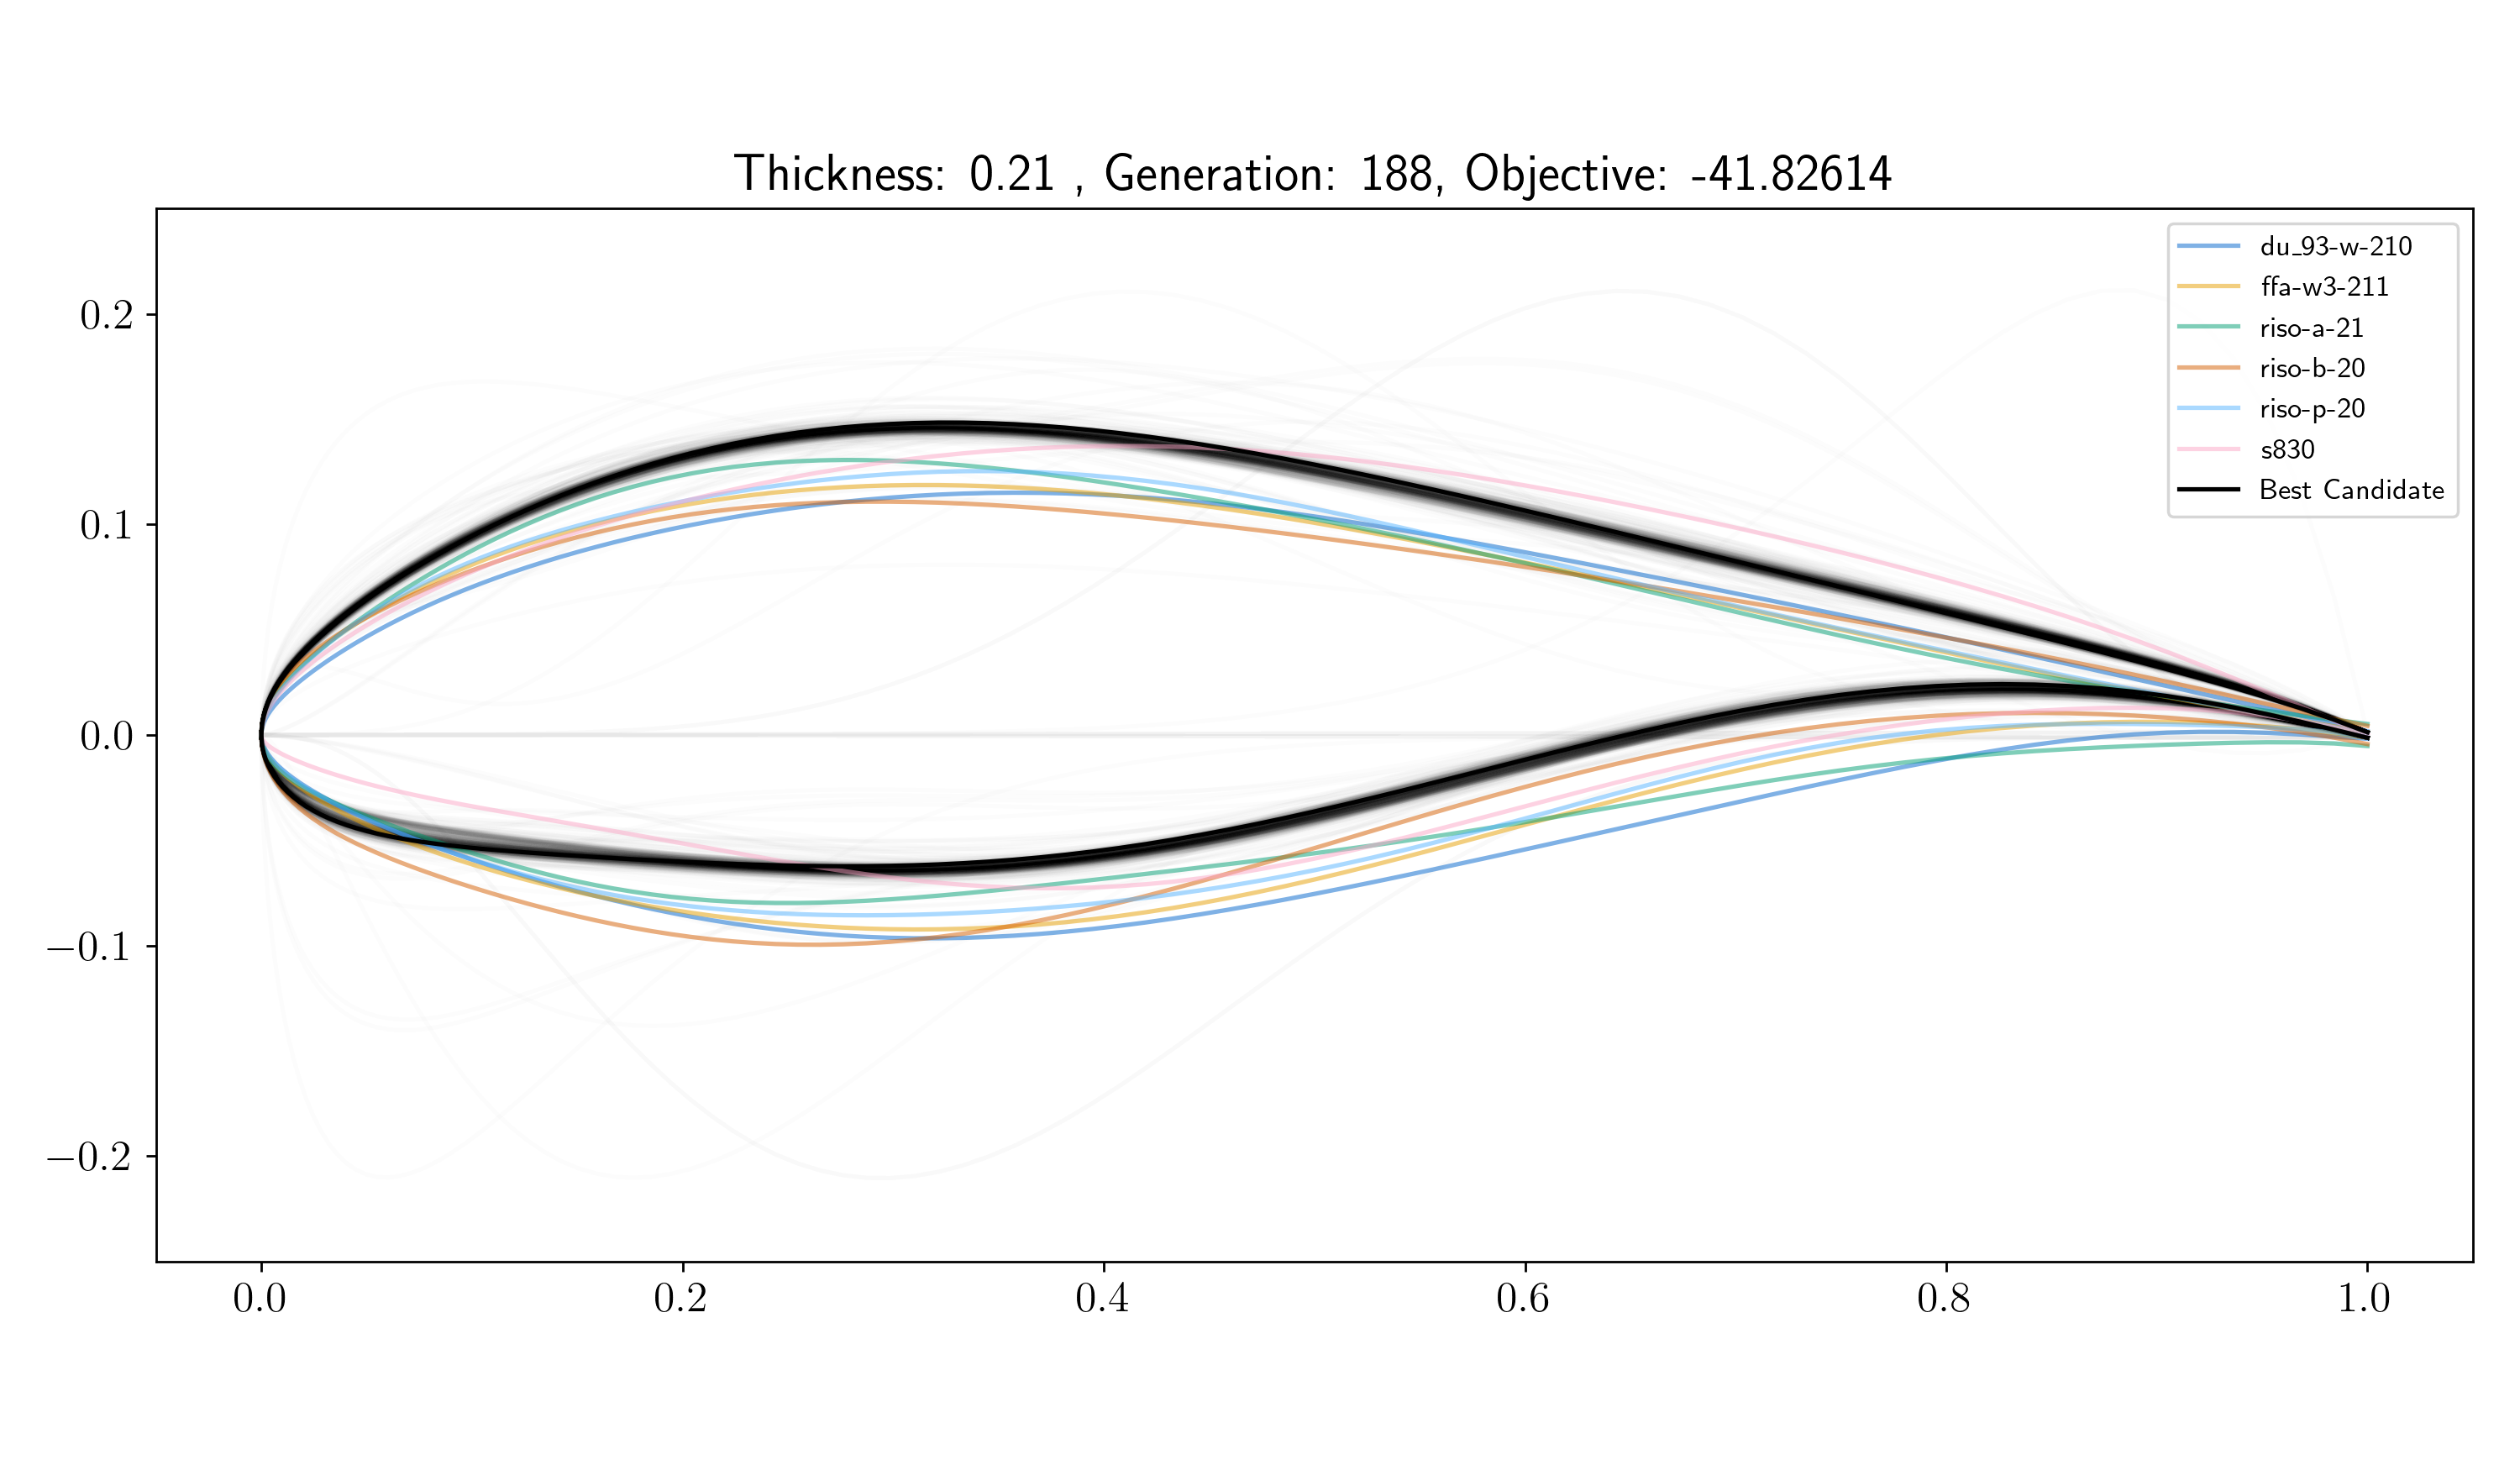 Thickness: 0.21 , Generation: 188, Objective: -41.82614
du_93-w-210
ffa-w3-211
riso-a-21
riso-b-20
riso-p-20
s830
Best Candidate
0.2
0.1
0.0
−0.1
−0.2
0.0 0.2 0.4 0.6 0.8 1.0